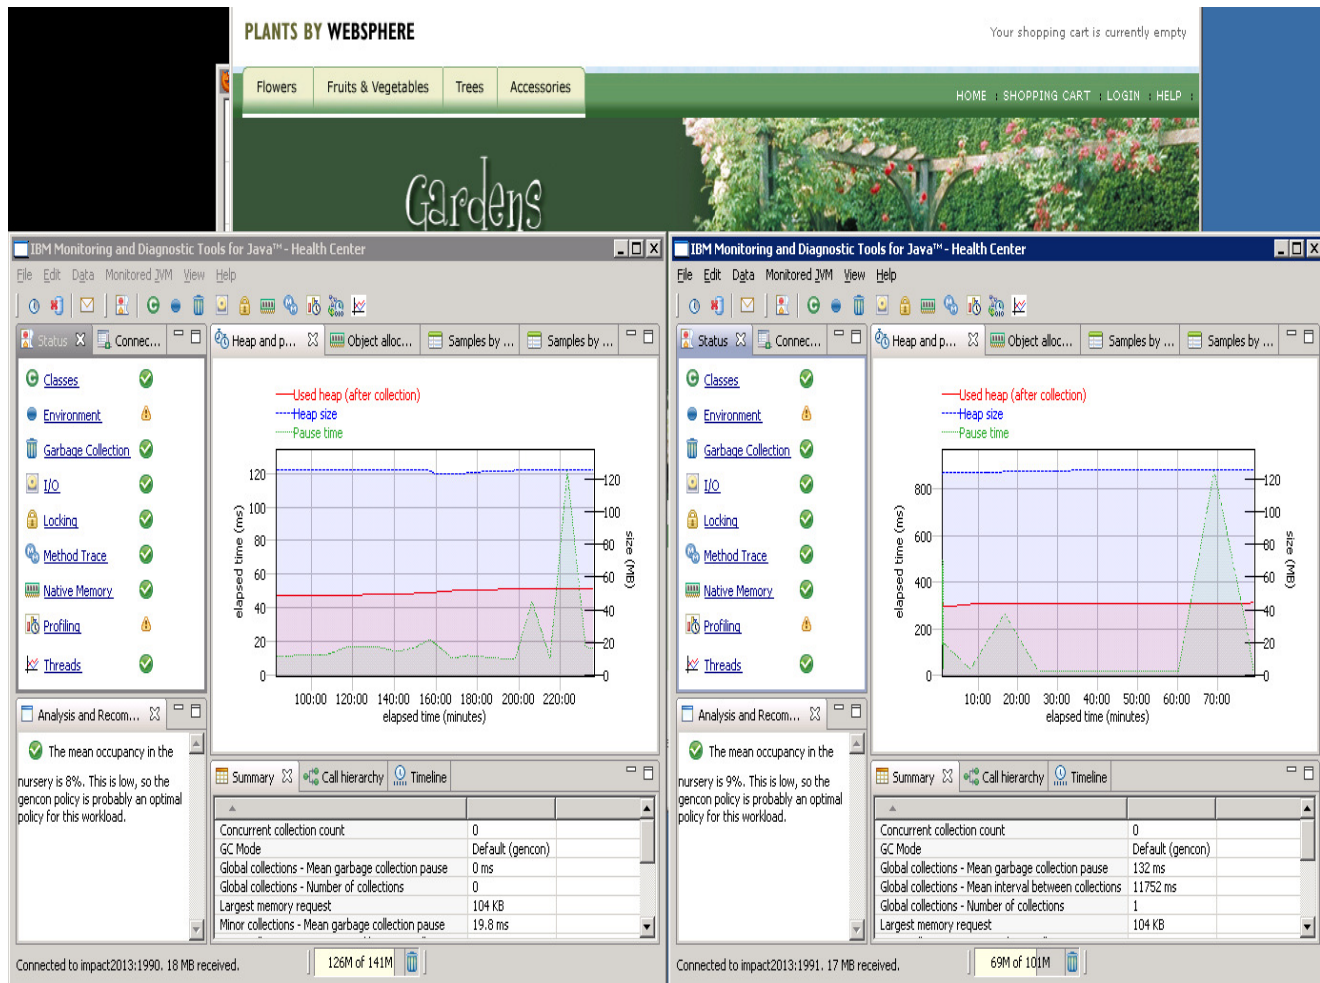 PLANTS BY WEBSPHERE
Your shopping cart is currently empty
Flowers Fruits & Vegetables Trees Accessories
HOME : SHOPPING CART : LOGIN : HELP :
Gardens
IBM Monitoring and Diagnostic Tools for Java™ - Health Center
File Edit Data Monitored JVM View Help
Status Connec...
Heap and p... Object alloc... Samples by ... Samples by ...
Classes
Environment
Garbage Collection
I/O
Locking
Method Trace
Native Memory
Profiling
Threads
Used heap (after collection)
Heap size
Pause time
elapsed time (ms)
120
100
80
60
40
20
0
120
100
80
60
40
20
0
size (MB)
100:00 120:00 140:00 160:00 180:00 200:00 220:00
elapsed time (minutes)
Analysis and Recom...
The mean occupancy in the
nursery is 8%. This is low, so the
gencon policy is probably an optimal
policy for this workload.
Summary Call hierarchy Timeline
Concurrent collection count 0
GC Mode Default (gencon)
Global collections - Mean garbage collection pause 0 ms
Global collections - Number of collections 0
Largest memory request 104 KB
Minor collections - Mean garbage collection pause 19.8 ms
Connected to impact2013:1990. 18 MB received.
126M of 141M
IBM Monitoring and Diagnostic Tools for Java™ - Health Center
File Edit Data Monitored JVM View Help
Status Connec...
Heap and p... Object alloc... Samples by ... Samples by ...
Classes
Environment
Garbage Collection
I/O
Locking
Method Trace
Native Memory
Profiling
Threads
Used heap (after collection)
Heap size
Pause time
elapsed time (ms)
800
600
400
200
0
120
100
80
60
40
20
0
size (MB)
10:00 20:00 30:00 40:00 50:00 60:00 70:00
elapsed time (minutes)
Analysis and Recom...
The mean occupancy in the
nursery is 9%. This is low, so the
gencon policy is probably an optimal
policy for this workload.
Summary Call hierarchy Timeline
Concurrent collection count 0
GC Mode Default (gencon)
Global collections - Mean garbage collection pause 132 ms
Global collections - Mean interval between collections 11752 ms
Global collections - Number of collections 1
Largest memory request 104 KB
Connected to impact2013:1991. 17 MB received.
69M of 101M